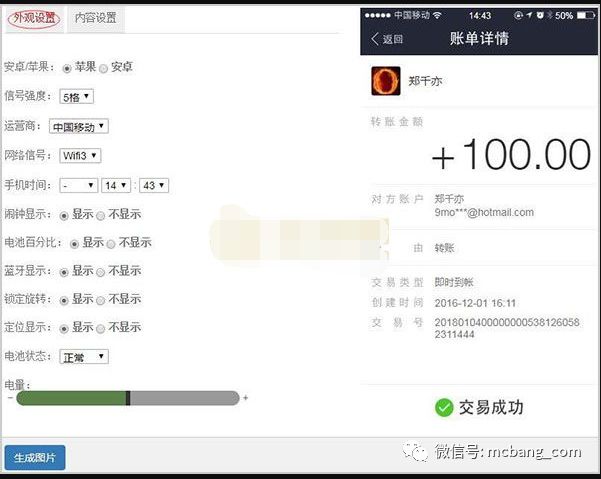 外观设置 内容设置
安卓/苹果: 苹果 安卓
信号强度: 5格
运营商: 中国移动
网络信号: Wifi3
手机时间: - 14 : 43
闹钟显示: 显示 不显示
电池百分比: 显示 不显示
蓝牙显示: 显示 不显示
锁定旋转: 显示 不显示
定位显示: 显示 不显示
电池状态: 正常
电量:
- +
生成图片
中国移动 14:43 50%
返回 账单详情
郑千亦
转账金额
+100.00
对方账户 郑千亦
9mo***@hotmail.com
由 转账
交易类型 即时到帐
创建时间 2016-12-01 16:11
交易号 201801040000000538126058
2311444
交易成功
微信号: mcbang_com